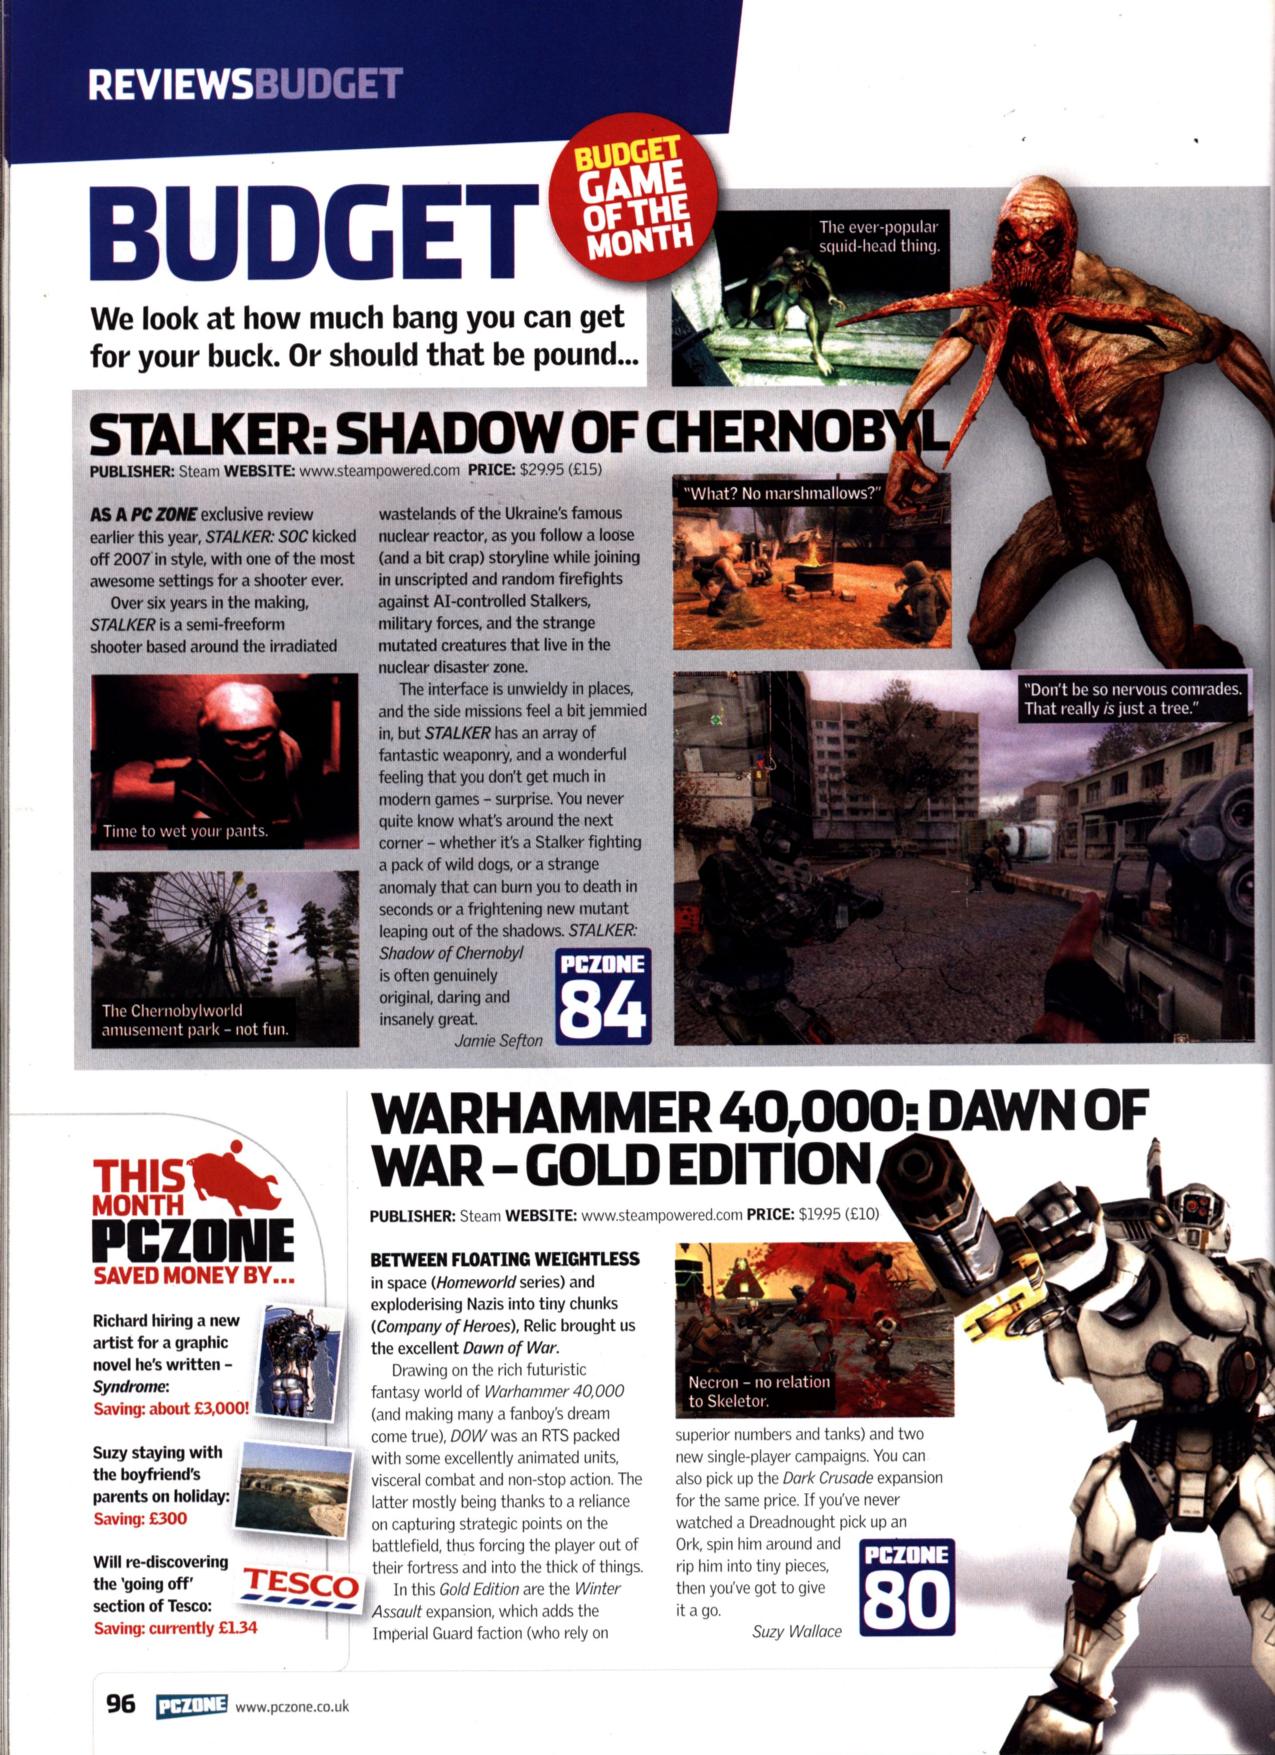 REVIEWSBUDGET
BUDGET
GAME
OF THE
MONTH
BUDGET
We look at how much bang you can get
for your buck. Or should that be pound...
The ever-popular
squid-head thing.
STALKER: SHADOW OF CHERNOBYL
PUBLISHER: Steam WEBSITE: www.steampowered.com PRICE: $29.95 (£15)
AS A PC ZONE exclusive review
earlier this year, STALKER: SOC kicked
off 2007 in style, with one of the most
awesome settings for a shooter ever.
Over six years in the making,
STALKER is a semi-freeform
shooter based around the irradiated
Time to wet your pants.
The Chernobylworld
amusement park – not fun.
wastelands of the Ukraine's famous
nuclear reactor, as you follow a loose
(and a bit crap) storyline while joining
in unscripted and random firefights
against AI-controlled Stalkers,
military forces, and the strange
mutated creatures that live in the
nuclear disaster zone.
The interface is unwieldy in places,
and the side missions feel a bit jemmied
in, but STALKER has an array of
fantastic weaponry, and a wonderful
feeling that you don't get much in
modern games – surprise. You never
quite know what's around the next
corner – whether it's a Stalker fighting
a pack of wild dogs, or a strange
anomaly that can burn you to death in
seconds or a frightening new mutant
leaping out of the shadows. STALKER:
Shadow of Chernobyl
is often genuinely
original, daring and
insanely great.
Jamie Sefton
PCZONE
84
"What? No marshmallows?"
"Don't be so nervous comrades.
That really is just a tree."
THIS
MONTH
PCZONE
SAVED MONEY BY...
Richard hiring a new
artist for a graphic
novel he's written –
Syndrome:
Saving: about £3,000!
Suzy staying with
the boyfriend's
parents on holiday:
Saving: £300
Will re-discovering
the 'going off'
section of Tesco:
Saving: currently £1.34
TESCO
WARHAMMER 40,000: DAWN OF
WAR – GOLD EDITION
PUBLISHER: Steam WEBSITE: www.steampowered.com PRICE: $19.95 (£10)
BETWEEN FLOATING WEIGHTLESS
in space (Homeworld series) and
exploderising Nazis into tiny chunks
(Company of Heroes), Relic brought us
the excellent Dawn of War.
Drawing on the rich futuristic
fantasy world of Warhammer 40,000
(and making many a fanboy's dream
come true), DOW was an RTS packed
with some excellently animated units,
visceral combat and non-stop action. The
latter mostly being thanks to a reliance
on capturing strategic points on the
battlefield, thus forcing the player out of
their fortress and into the thick of things.
In this Gold Edition are the Winter
Assault expansion, which adds the
Imperial Guard faction (who rely on
Necron – no relation
to Skeletor.
superior numbers and tanks) and two
new single-player campaigns. You can
also pick up the Dark Crusade expansion
for the same price. If you've never
watched a Dreadnought pick up an
Ork, spin him around and
rip him into tiny pieces,
then you've got to give
it a go.
Suzy Wallace
PCZONE
80
96 PCZONE www.pczone.co.uk